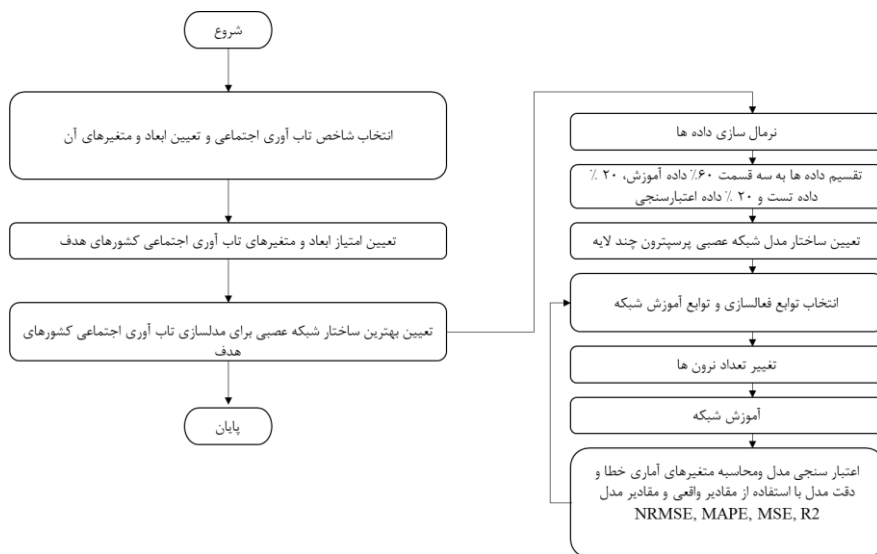 شروع
انتخاب شاخص تاب آوری اجتماعی و تعیین ابعاد و متغیرهای آن
تعیین امتیاز ابعاد و متغیرهای تاب آوری اجتماعی کشورهای هدف
تعیین بهترین ساختار شبکه عصبی برای مدلسازی تاب آوری اجتماعی کشورهای
هدف
پایان
نرمال سازی داده ها
تقسیم داده ها به سه قسمت ۶۰٪ داده آموزش، ۲۰ ٪
داده تست و ۲۰ ٪ داده اعتبارسنجی
تعیین ساختار مدل شبکه عصبی پرسپترون چند لایه
انتخاب توابع فعالسازی و توابع آموزش شبکه
تغییر تعداد نرون ها
آموزش شبکه
اعتبار سنجی مدل ومحاسبه متغیرهای آماری خطا و
دقت مدل با استفاده از مقادیر واقعی و مقادیر مدل
NRMSE, MAPE, MSE, R2